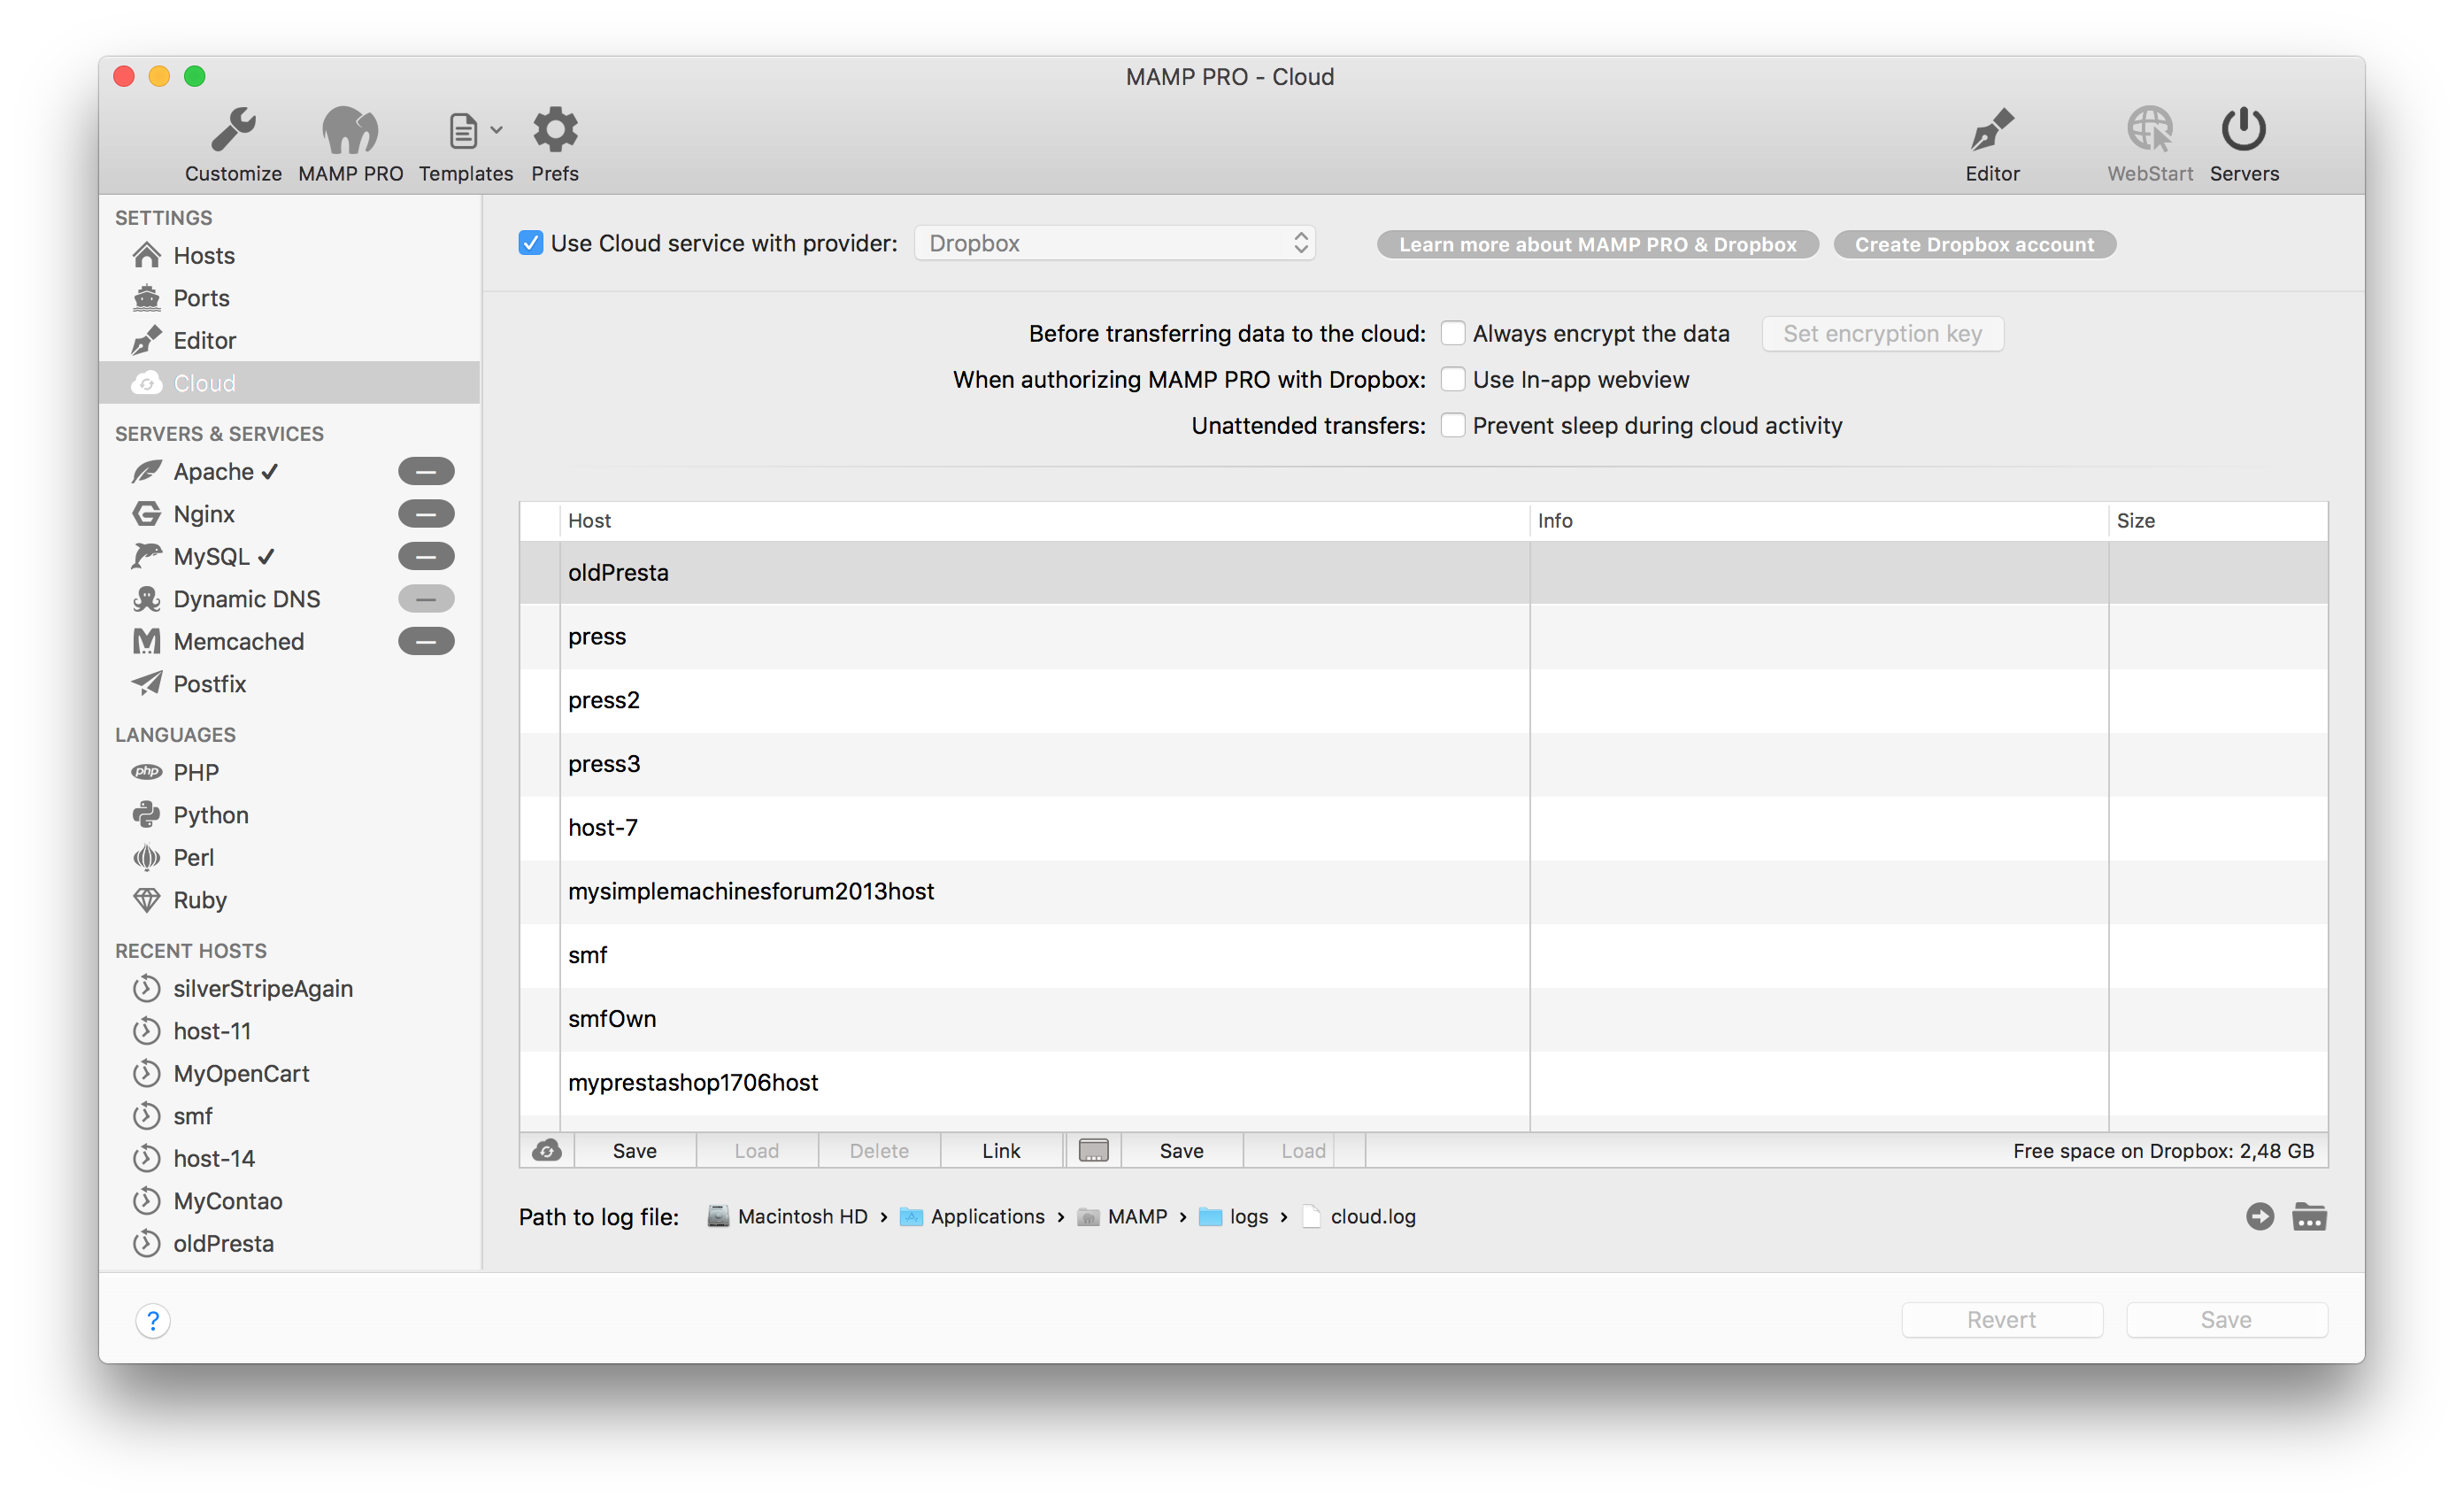 MAMP PRO - Cloud
Customize MAMP PRO Templates Prefs Editor WebStart Servers
SETTINGS
Hosts
Ports
Editor
Cloud
SERVERS & SERVICES
Apache
Nginx
MySQL
Dynamic DNS
Memcached
Postfix
LANGUAGES
php PHP
Python
Perl
Ruby
RECENT HOSTS
silverStripeAgain
host-11
MyOpenCart
smf
host-14
MyContao
oldPresta
Use Cloud service with provider: Dropbox Learn more about MAMP PRO & Dropbox Create Dropbox account
Before transferring data to the cloud: Always encrypt the data Set encryption key
When authorizing MAMP PRO with Dropbox: Use In-app webview
Unattended transfers: Prevent sleep during cloud activity
Host Info Size
oldPresta
press
press2
press3
host-7
mysimplemachinesforum2013host
smf
smfOwn
myprestashop1706host
Save Load Delete Link Save Load Free space on Dropbox: 2,48 GB
Path to log file: Macintosh HD › Applications › MAMP › logs › cloud.log
? Revert Save